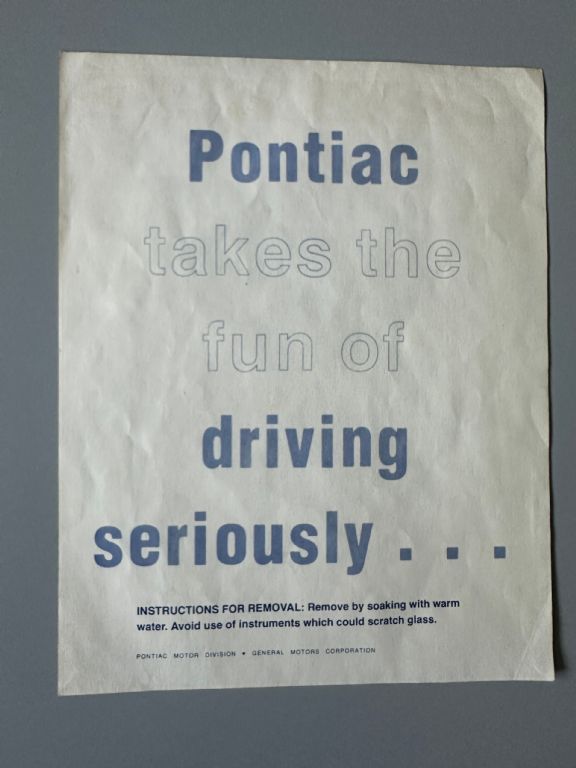 Pontiac
takes the
fun of
driving
seriously . . .
INSTRUCTIONS FOR REMOVAL: Remove by soaking with warm
water. Avoid use of instruments which could scratch glass.
PONTIAC MOTOR DIVISION • GENERAL MOTORS CORPORATION